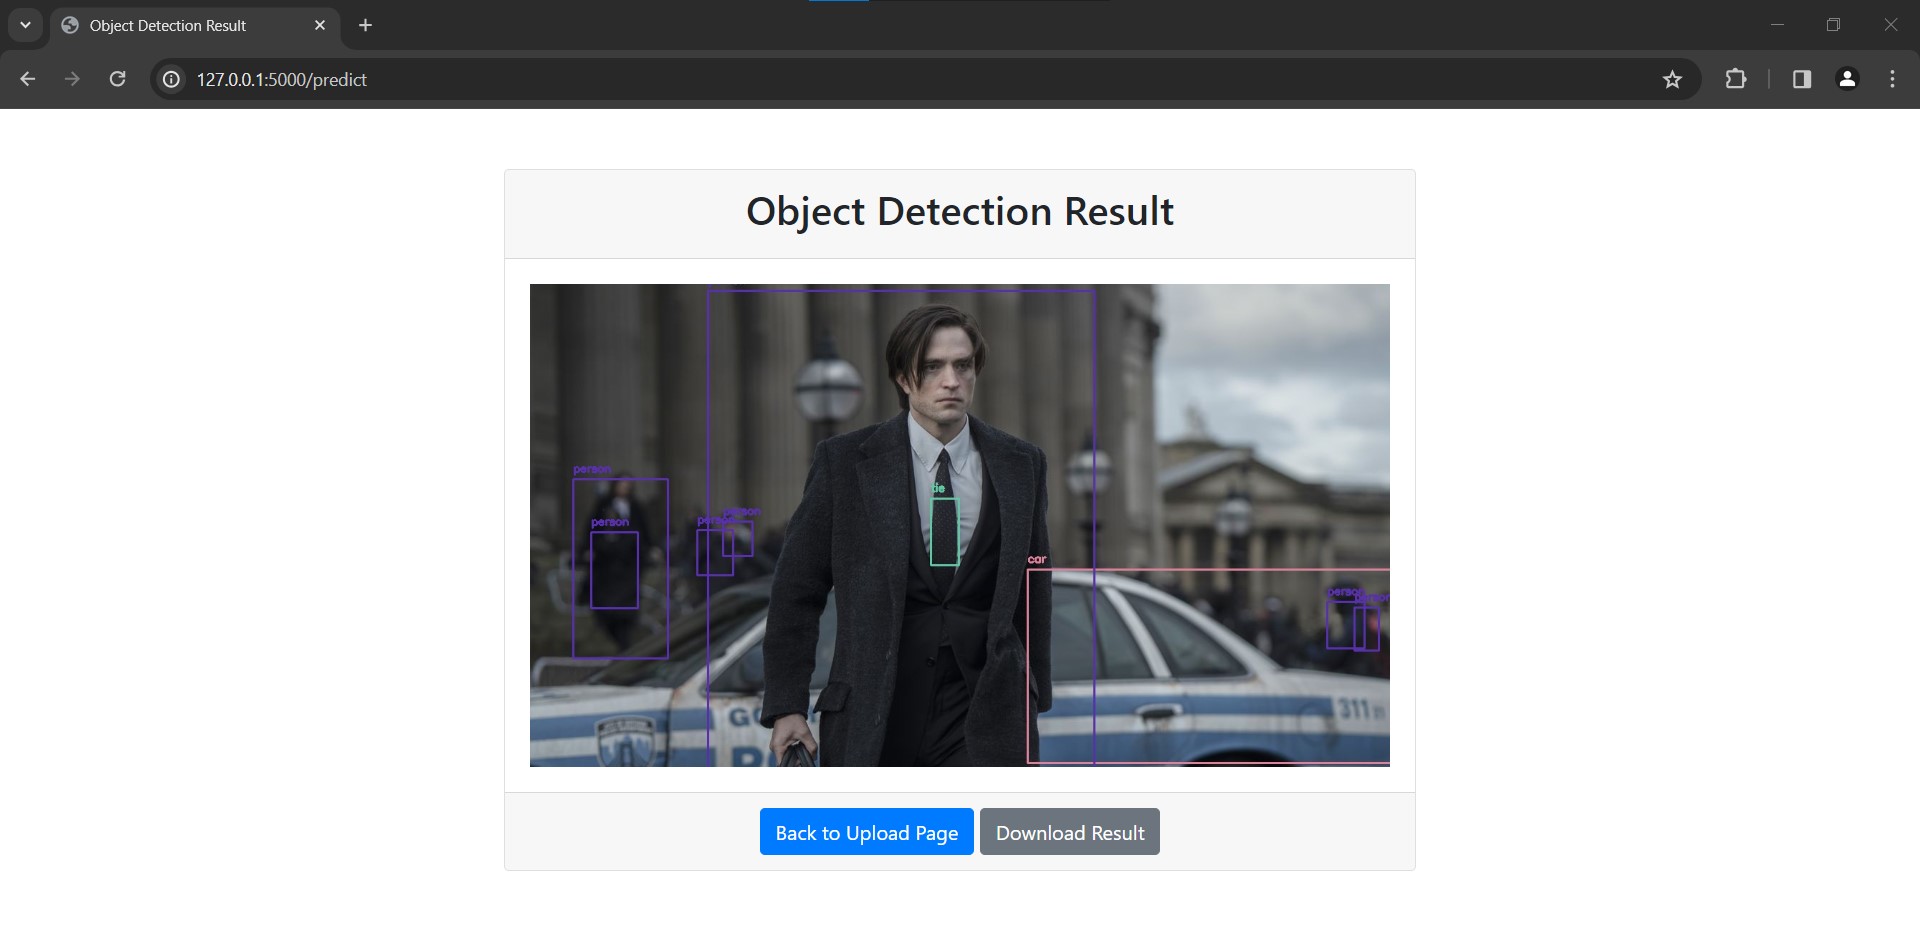 Object Detection Result
127.0.0.1:5000/predict
Object Detection Result
person
person
person
person
tie
car
person
person
311
Back to Upload Page
Download Result